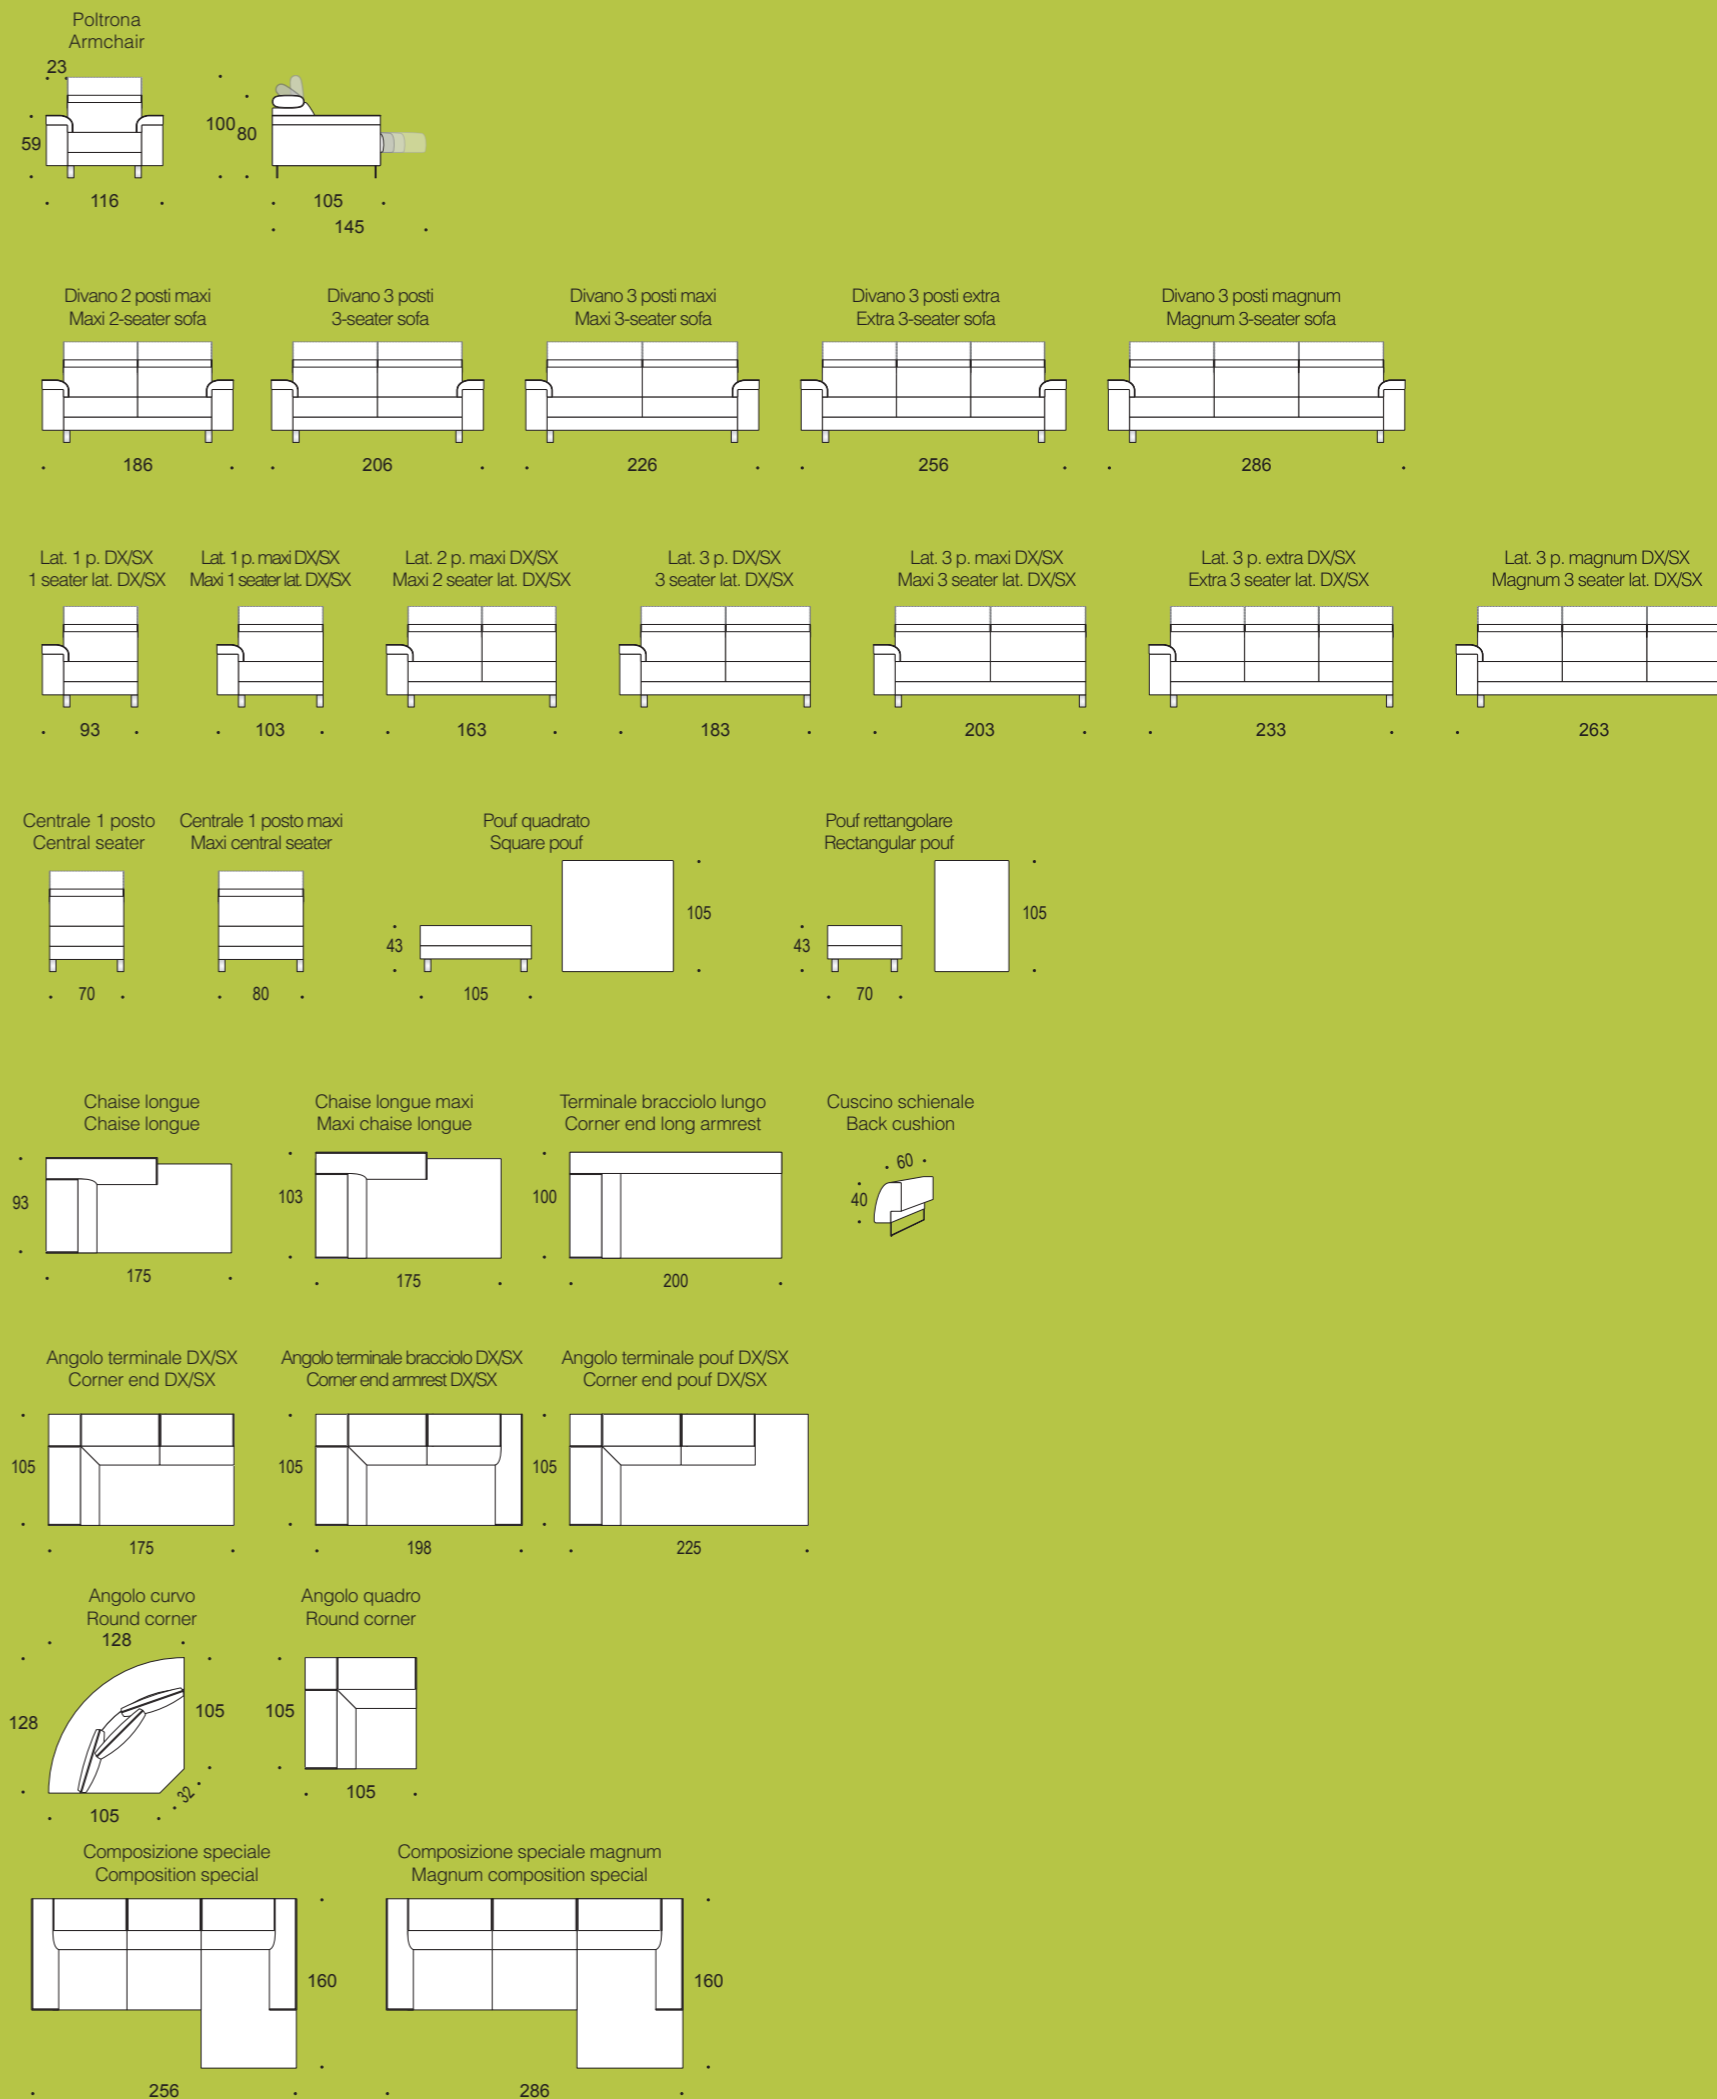 Poltrona
Armchair
23
59
116
100
80
105
145
Divano 2 posti maxi
Maxi 2-seater sofa
186
Divano 3 posti
3-seater sofa
206
Divano 3 posti maxi
Maxi 3-seater sofa
226
Divano 3 posti extra
Extra 3-seater sofa
256
Divano 3 posti magnum
Magnum 3-seater sofa
286
Lat. 1 p. DX/SX
1 seater lat. DX/SX
93
Lat. 1 p. maxi DX/SX
Maxi 1 seater lat. DX/SX
103
Lat. 2 p. maxi DX/SX
Maxi 2 seater lat. DX/SX
163
Lat. 3 p. DX/SX
3 seater lat. DX/SX
183
Lat. 3 p. maxi DX/SX
Maxi 3 seater lat. DX/SX
203
Lat. 3 p. extra DX/SX
Extra 3 seater lat. DX/SX
233
Lat. 3 p. magnum DX/SX
Magnum 3 seater lat. DX/SX
263
Centrale 1 posto
Central seater
70
Centrale 1 posto maxi
Maxi central seater
80
Pouf quadrato
Square pouf
43
105
105
Pouf rettangolare
Rectangular pouf
43
70
105
Chaise longue
Chaise longue
93
175
Chaise longue maxi
Maxi chaise longue
103
175
Terminale bracciolo lungo
Corner end long armrest
100
200
Cuscino schienale
Back cushion
60
40
Angolo terminale DX/SX
Corner end DX/SX
105
175
Angolo terminale bracciolo DX/SX
Corner end armrest DX/SX
105
198
Angolo terminale pouf DX/SX
Corner end pouf DX/SX
105
225
Angolo curvo
Round corner
128
128
105
105
32
Angolo quadro
Round corner
105
105
Composizione speciale
Composition special
160
256
Composizione speciale magnum
Magnum composition special
160
286